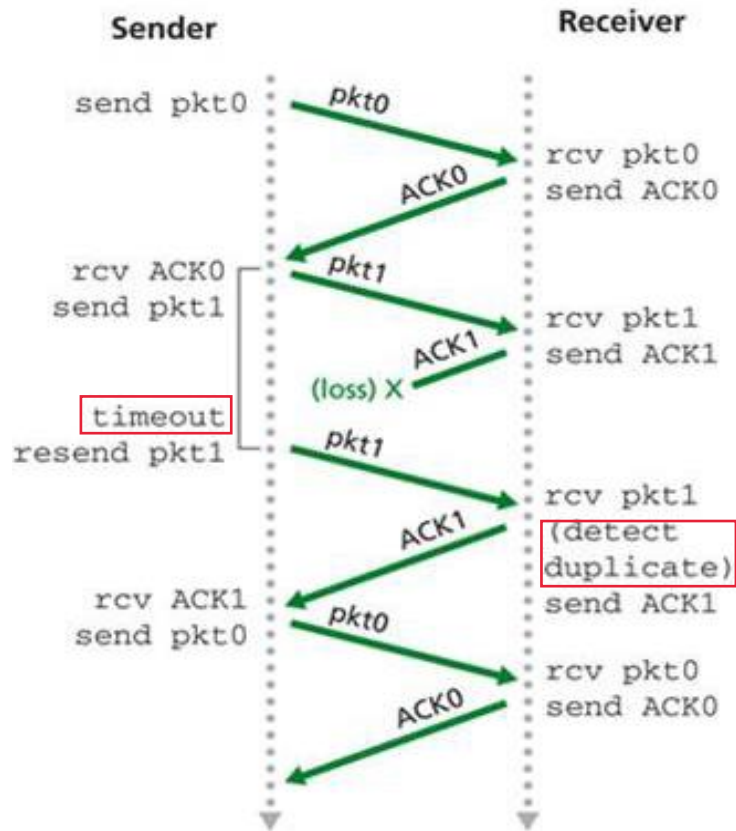 Sender
Receiver
send pkt0
pkt0
rcv pkt0
send ACK0
ACK0
rcv ACK0
send pkt1
pkt1
rcv pkt1
send ACK1
ACK1
(loss) X
timeout
resend pkt1
pkt1
rcv pkt1
(detect
duplicate)
send ACK1
ACK1
rcv ACK1
send pkt0
pkt0
rcv pkt0
send ACK0
ACK0